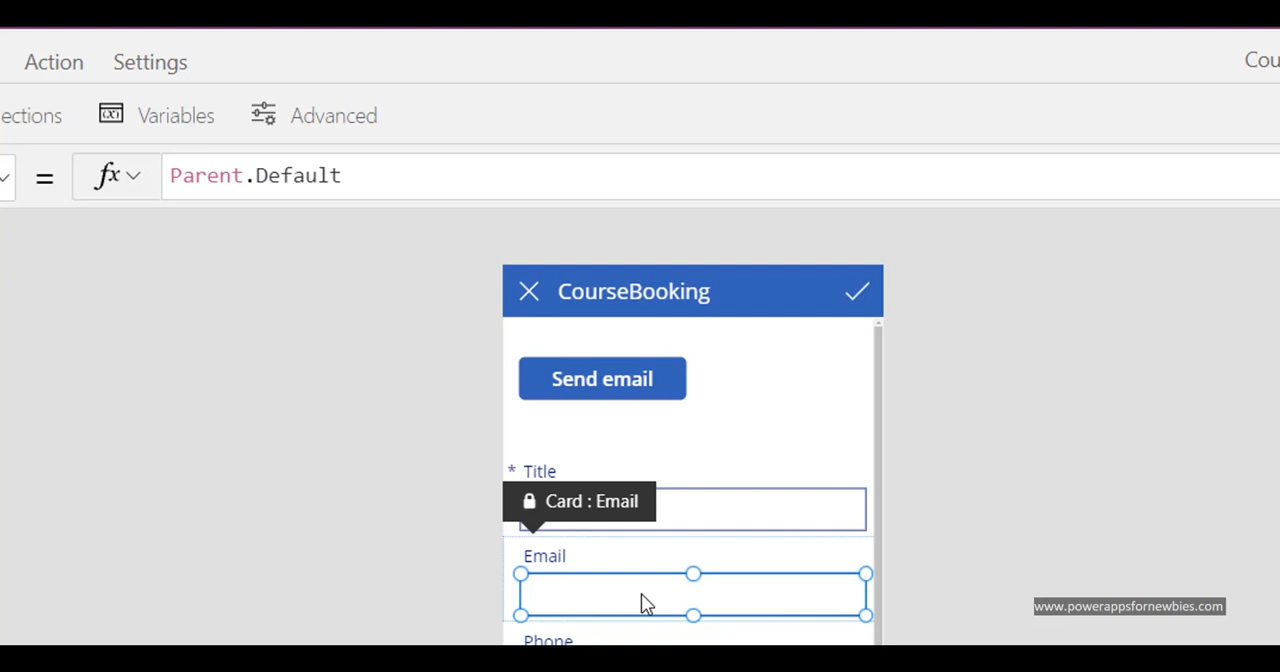 Action Settings
Cou
ections Variables Advanced
= fx Parent.Default
CourseBooking
Send email
* Title
Card : Email
Email
www.powerappsfornewbies.com
Phone